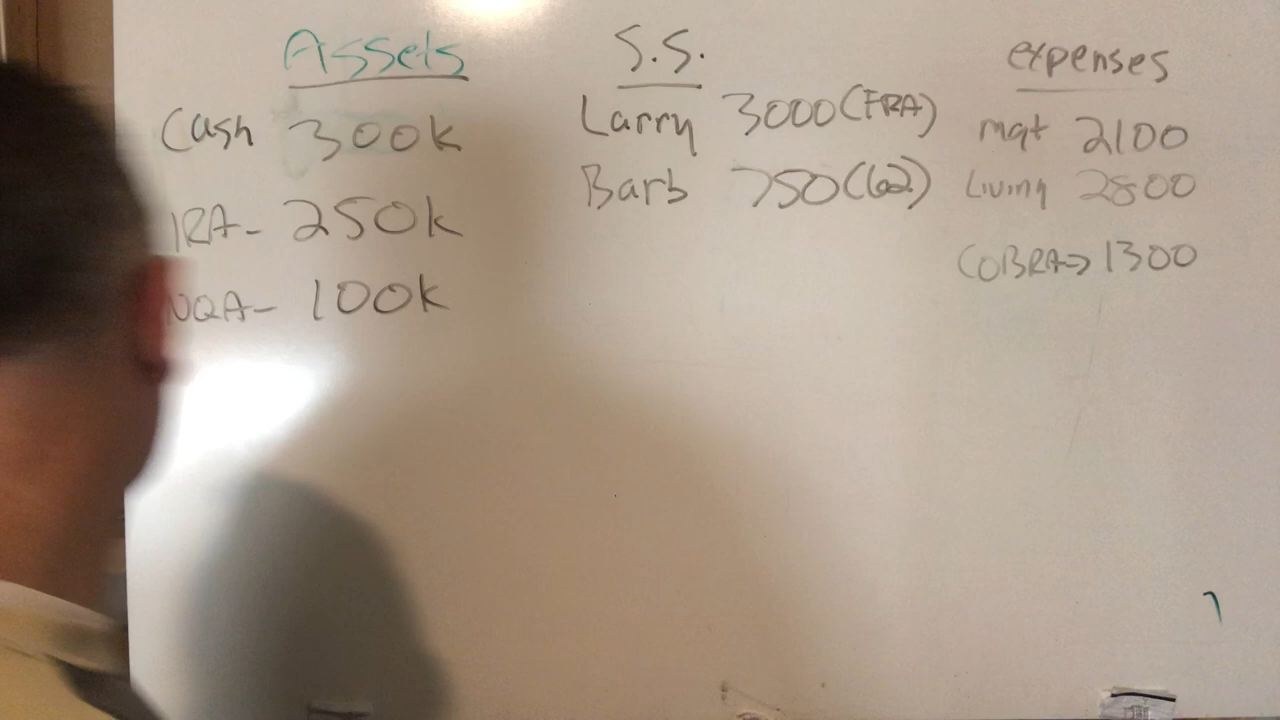 Assets
Cash 300k
IRA- 250k
NQA- 100k
S.S.
Larry 3000 (FRA)
Barb 750 (62)
expenses
mgt 2100
Living 2800
COBRA→ 1300